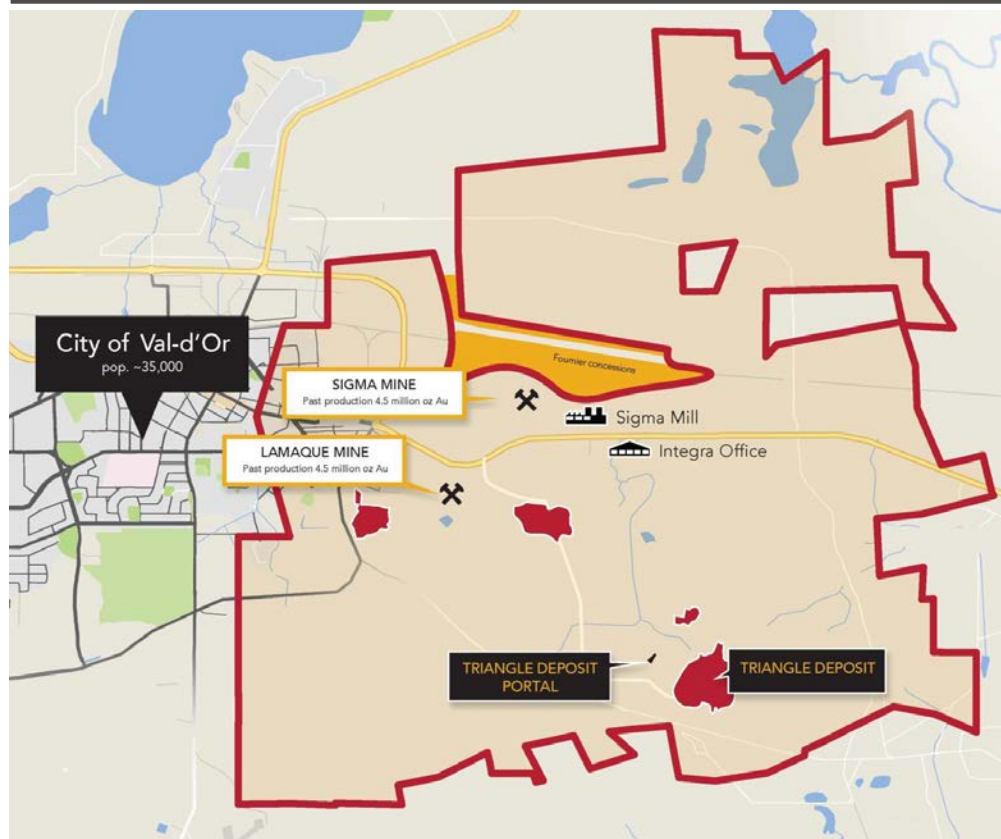 City of Val-d'Or
pop. ~35,000
Fournier concessions
SIGMA MINE
Past production 4.5 million oz Au
Sigma Mill
LAMAQUE MINE
Past production 4.5 million oz Au
Integra Office
TRIANGLE DEPOSIT
PORTAL
TRIANGLE DEPOSIT